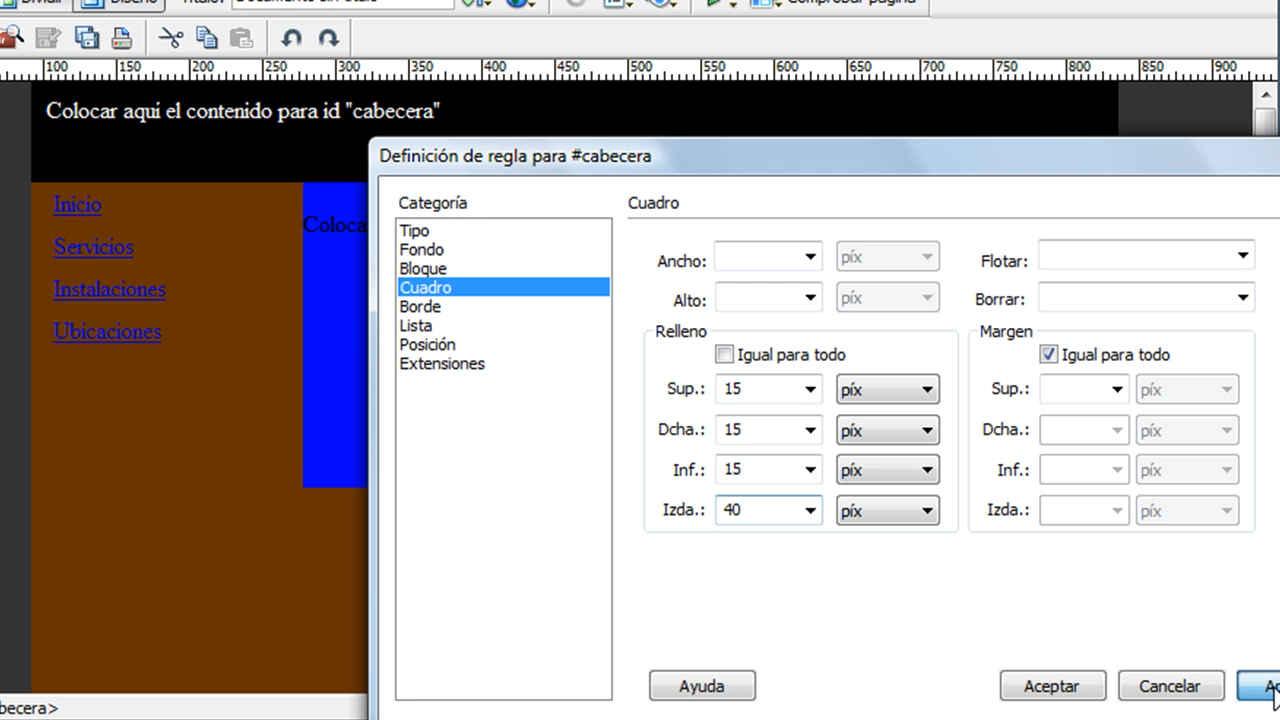 Dividir Diseño Título: Documento sin título Comprobar página
100 150 200 250 300 350 400 450 500 550 600 650 700 750 800 850 900
Colocar aquí el contenido para id "cabecera"
Definición de regla para #cabecera
Inicio
Servicios
Instalaciones
Ubicaciones
Coloca
Categoría
Tipo
Fondo
Bloque
Cuadro
Borde
Lista
Posición
Extensiones
Cuadro
Ancho: píx Flotar:
Alto: píx Borrar:
Relleno
Igual para todo
Sup.: 15 píx
Dcha.: 15 píx
Inf.: 15 píx
Izda.: 40 píx
Margen
Igual para todo
Sup.: píx
Dcha.: píx
Inf.: píx
Izda.: píx
Ayuda Aceptar Cancelar
becera>